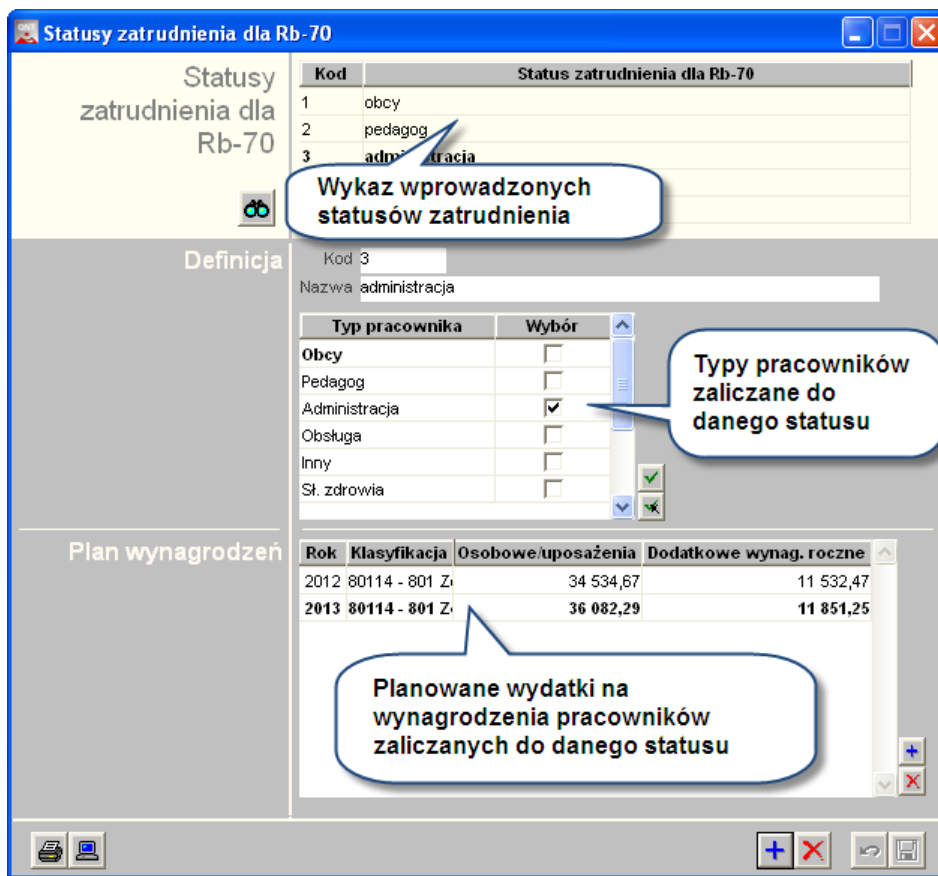 QNT
Statusy zatrudnienia dla Rb-70
Statusy
zatrudnienia dla
Rb-70
Kod Status zatrudnienia dla Rb-70
1 obcy
2 pedagog
3 administracja
Wykaz wprowadzonych
statusów zatrudnienia
Definicja
Kod 3
Nazwa administracja
Typ pracownika Wybór
Obcy
Pedagog
Administracja
Obsługa
Inny
Sł. zdrowia
Typy pracowników
zaliczane do
danego statusu
Plan wynagrodzeń
Rok Klasyfikacja Osobowe/uposażenia Dodatkowe wynag. roczne
2012 80114 - 801 Z 34 534,67 11 532,47
2013 80114 - 801 Z 36 082,29 11 851,25
Planowane wydatki na
wynagrodzenia pracowników
zaliczanych do danego statusu